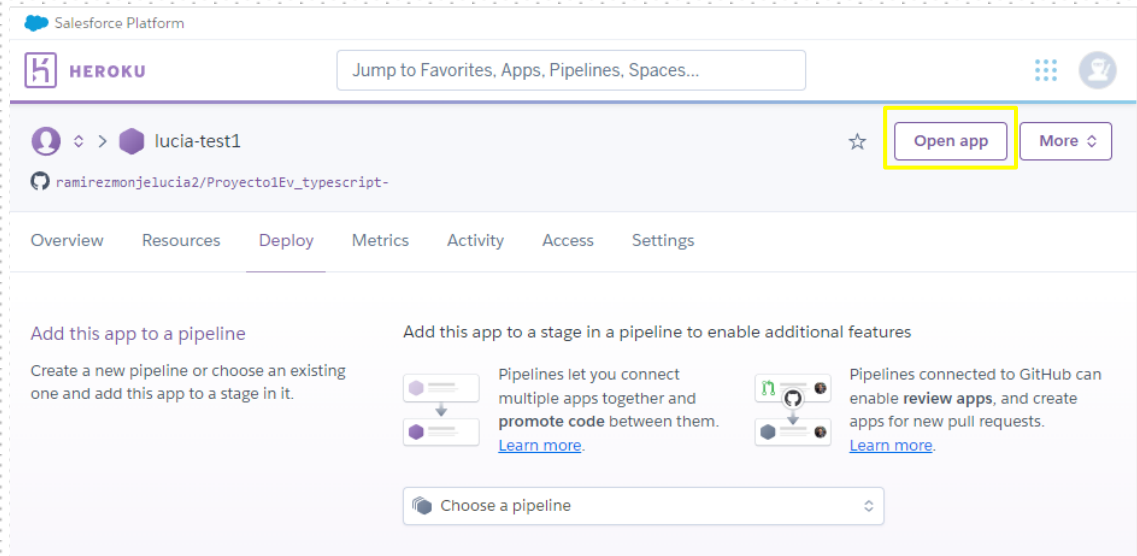 Salesforce Platform
HEROKU
Jump to Favorites, Apps, Pipelines, Spaces...
lucia-test1
Open app
More
ramirezmonjelucia2/Proyecto1Ev_typescript-
Overview Resources Deploy Metrics Activity Access Settings
Add this app to a pipeline
Create a new pipeline or choose an existing
one and add this app to a stage in it.
Add this app to a stage in a pipeline to enable additional features
Pipelines let you connect
multiple apps together and
promote code between them.
Learn more.
Pipelines connected to GitHub can
enable review apps, and create
apps for new pull requests.
Learn more.
Choose a pipeline